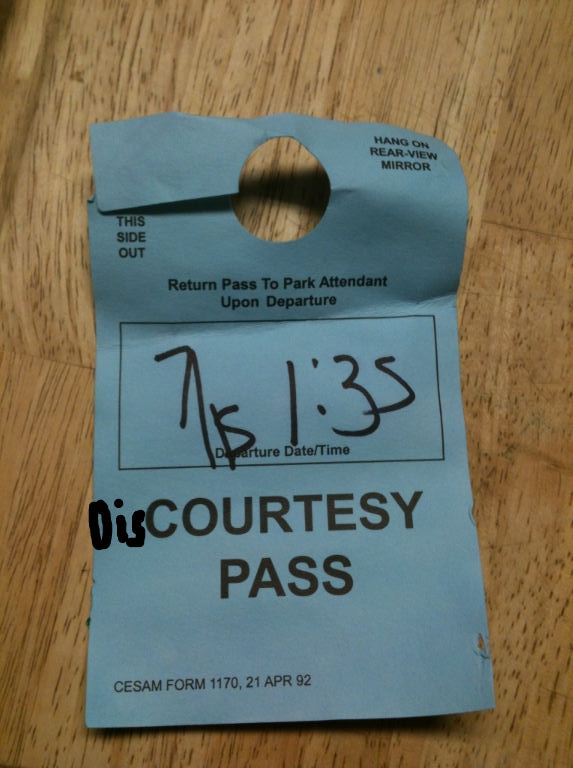 HANG ON
REAR-VIEW
MIRROR
THIS
SIDE
OUT
Return Pass To Park Attendant
Upon Departure
7/5 1:35
Departure Date/Time
DisCOURTESY
PASS
CESAM FORM 1170, 21 APR 92